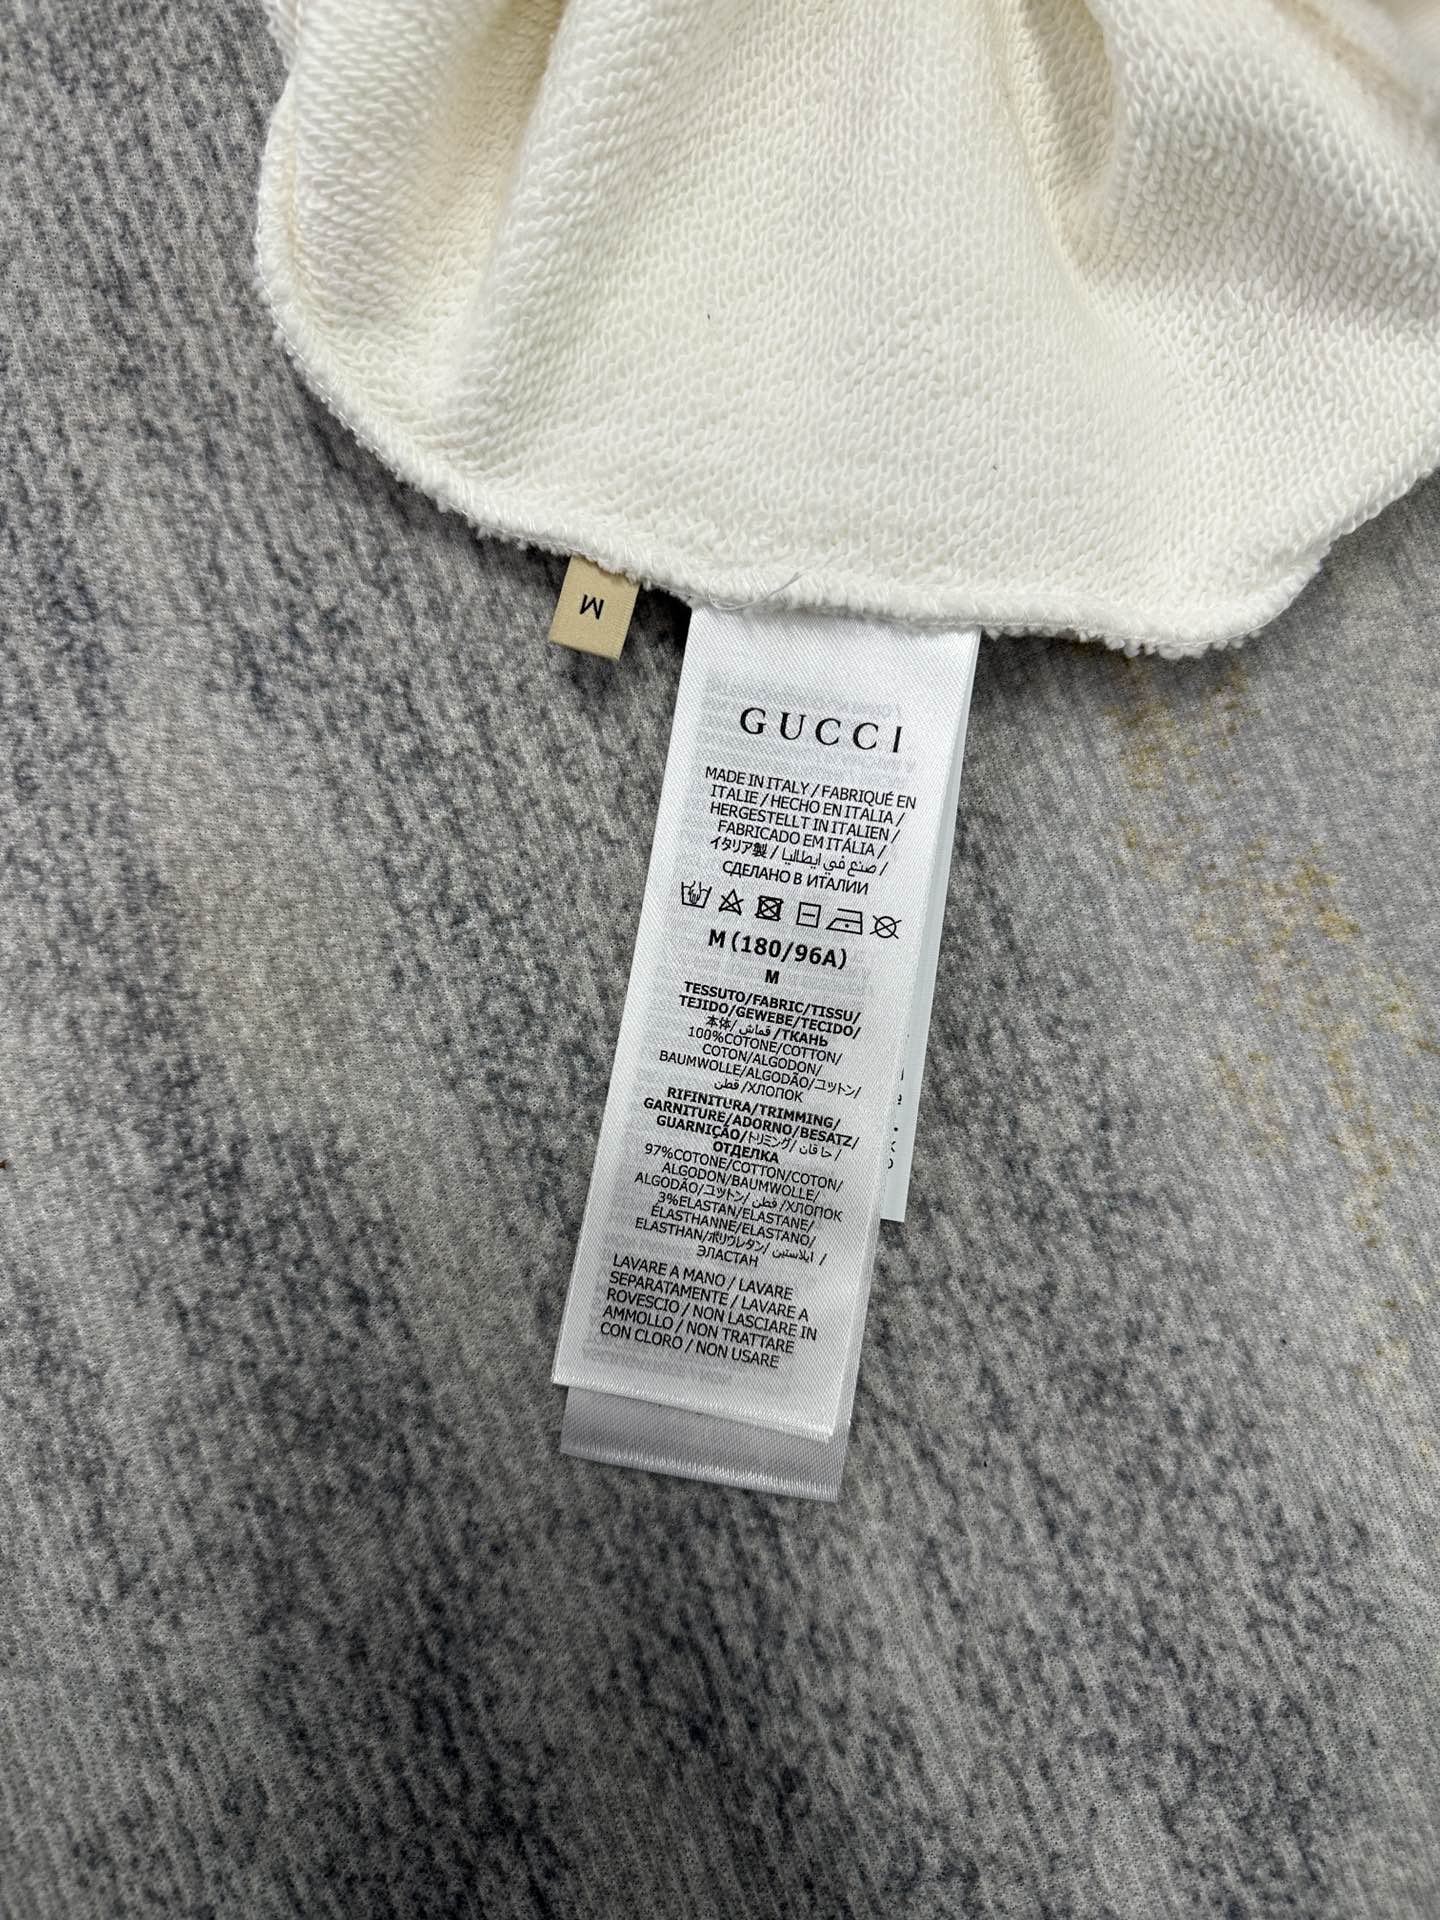 M
GUCCI
MADE IN ITALY / FABRIQUÉ EN
ITALIE / HECHO EN ITALIA /
HERGESTELLT IN ITALIEN /
FABRICADO EM ITÁLIA /
イタリア製 / صنع في ايطاليا /
СДЕЛАНО В ИТАЛИИ
M (180/96A)
M
TESSUTO/FABRIC/TISSU/
TEJIDO/GEWEBE/TECIDO/
本体/ قماش /ТКАНЬ
100%COTONE/COTTON/
COTON/ALGODON/
BAUMWOLLE/ALGODÃO/コットン/
قطن /ХЛОПОК
RIFINITURA/TRIMMING/
GARNITURE/ADORNO/BESATZ/
GUARNIÇÃO/トリミング/ حافان /
ОТДЕЛКА
97%COTONE/COTTON/COTON/
ALGODON/BAUMWOLLE/
ALGODÃO/コットン/ قطن /ХЛОПОК
3%ELASTAN/ELASTANE/
ÉLASTHANNE/ELASTANO/
ELASTHAN/ポリウレタン/ ايلاستين /
ЭЛАСТАН
LAVARE A MANO / LAVARE
SEPARATAMENTE / LAVARE A
ROVESCIO / NON LASCIARE IN
AMMOLLO / NON TRATTARE
CON CLORO / NON USARE